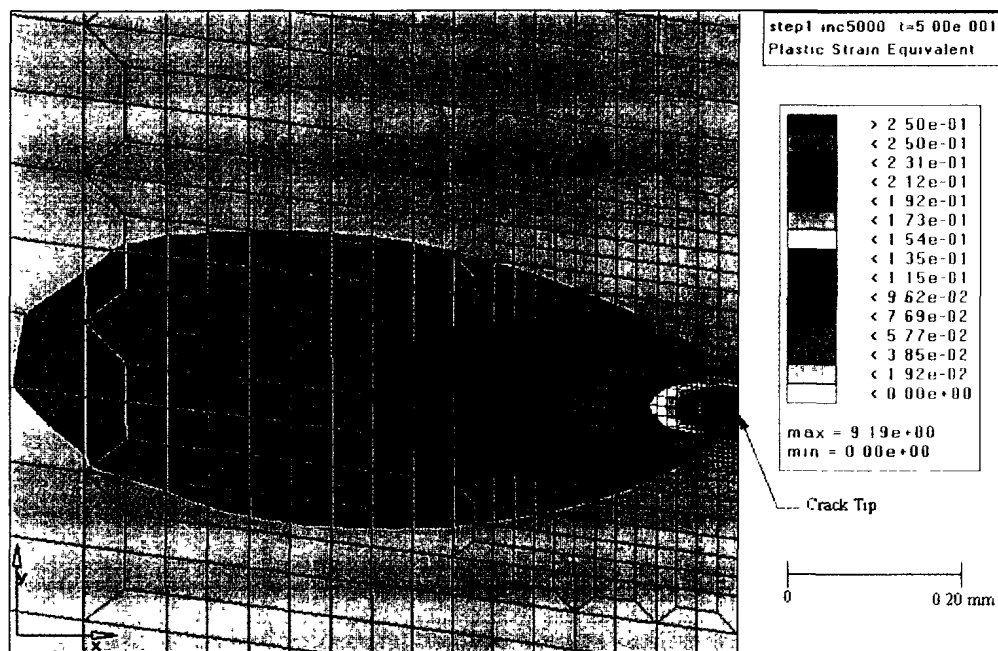 step1 inc5000 t=5 00e 001
Plastic Strain Equivalent
> 2 50e-01
< 2 50e-01
< 2 31e-01
< 2 12e-01
< 1 92e-01
< 1 73e-01
< 1 54e-01
< 1 35e-01
< 1 15e-01
< 9 62e-02
< 7 69e-02
< 5 77e-02
< 3 85e-02
< 1 92e-02
< 0 00e+00
max = 9 19e+00
min = 0 00e+00
Crack Tip
0 0 20 mm
y
x